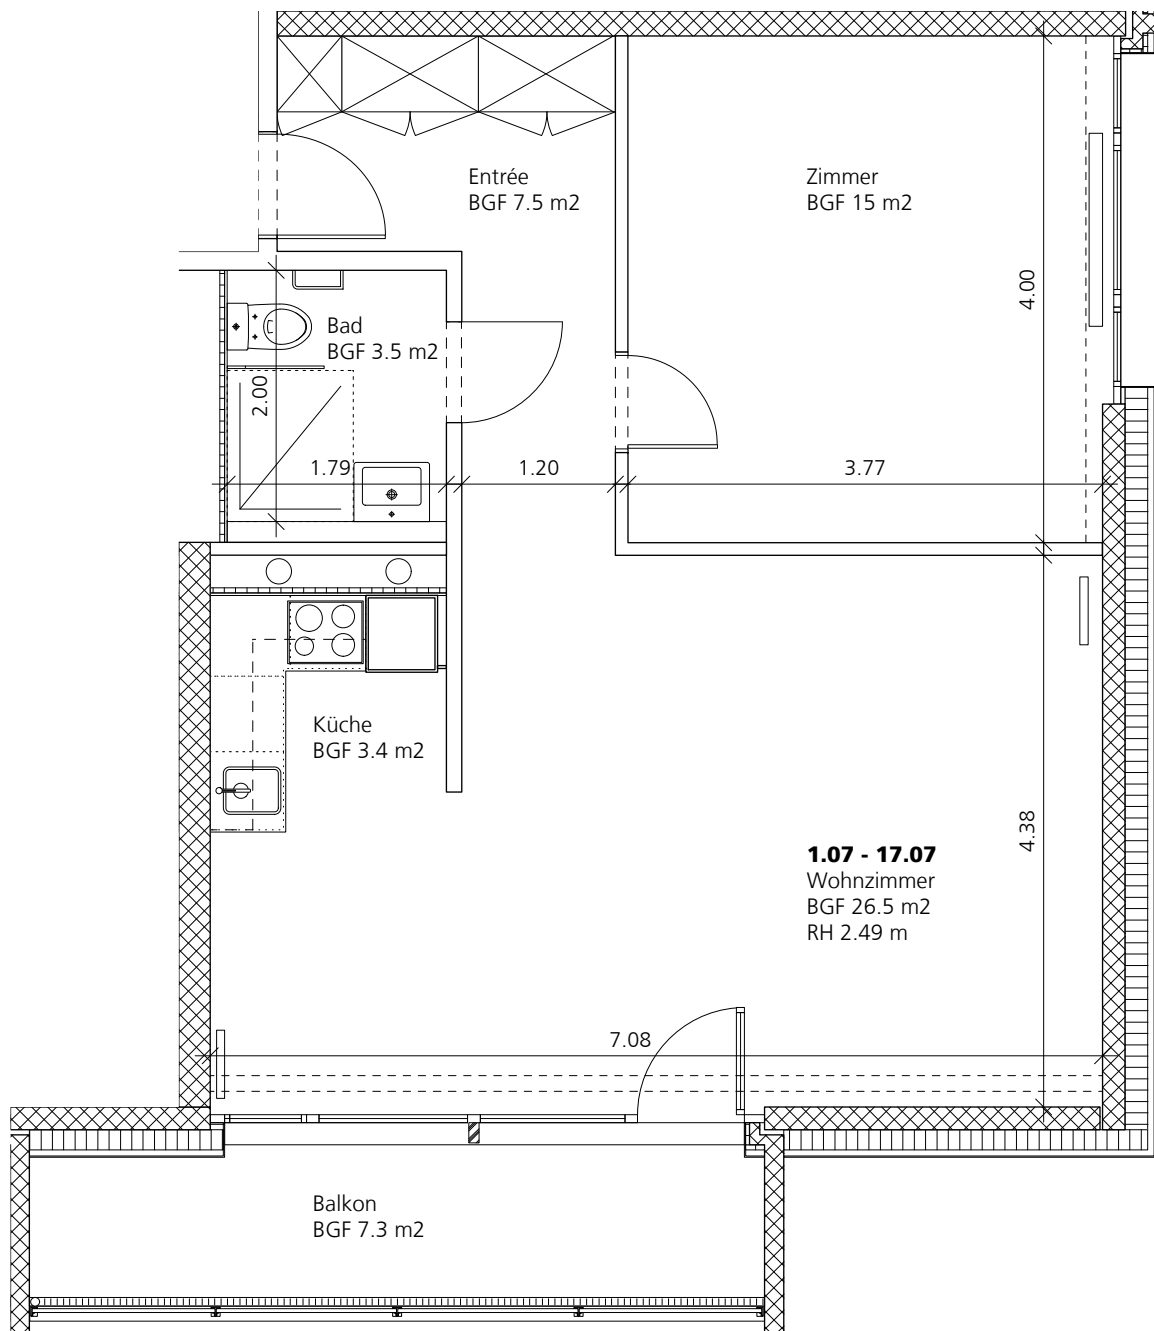 Entrée
BGF 7.5 m2
Zimmer
BGF 15 m2
4.00
Bad
BGF 3.5 m2
2.00
1.79
1.20
3.77
Küche
BGF 3.4 m2
4.38
1.07 - 17.07
Wohnzimmer
BGF 26.5 m2
RH 2.49 m
7.08
Balkon
BGF 7.3 m2